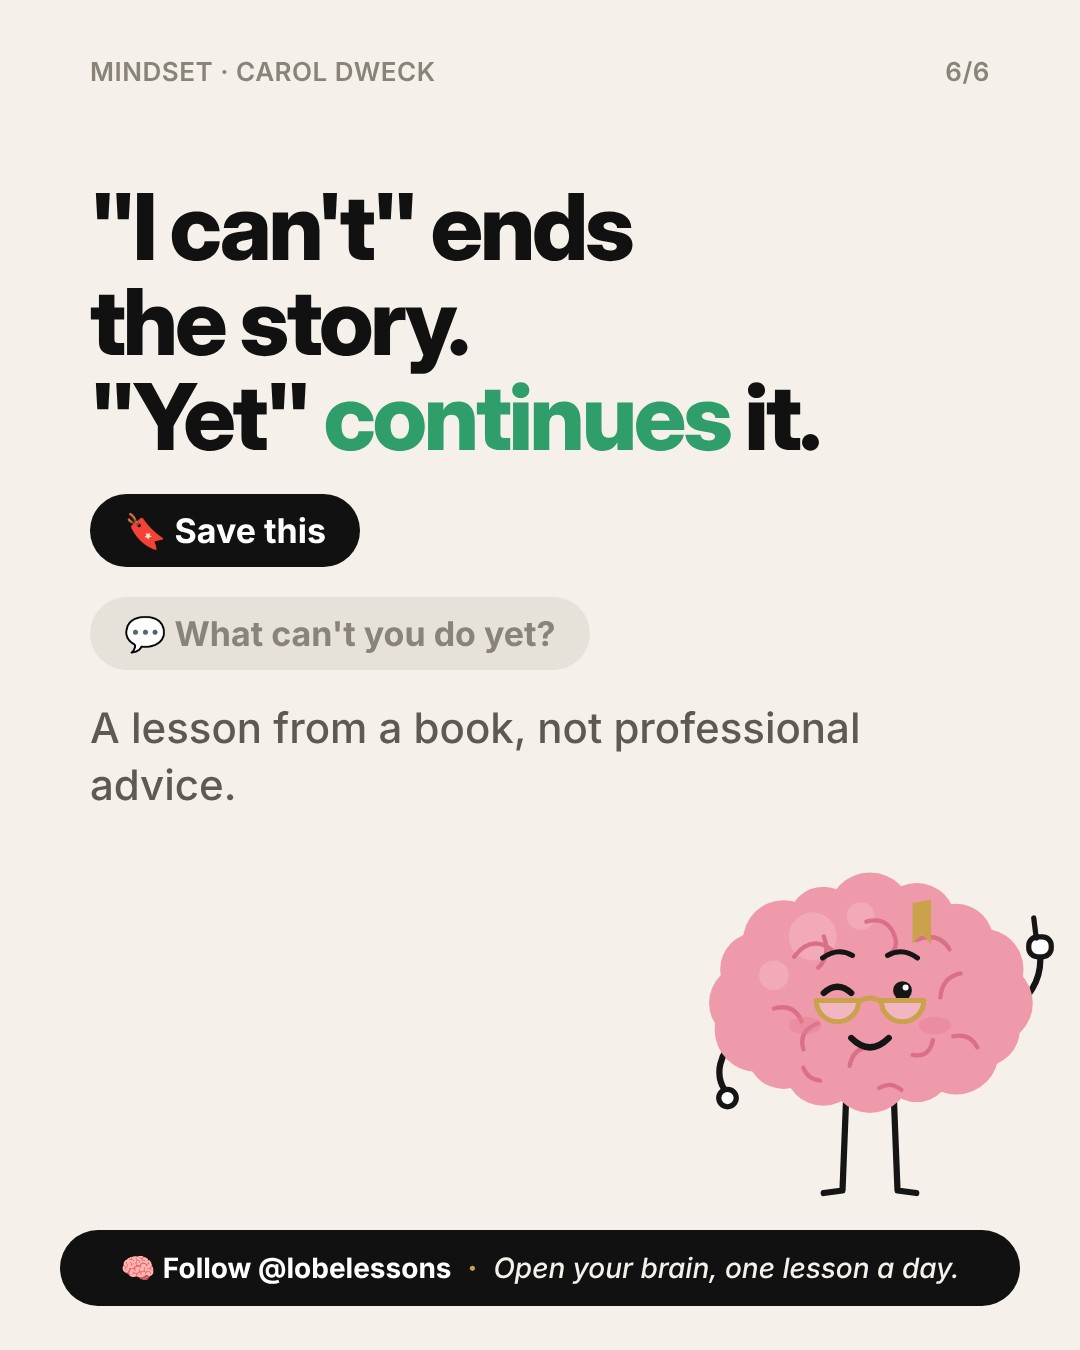 MINDSET · CAROL DWECK
6/6
"I can't" ends
the story.
"Yet" continues it.
🔖 Save this
💬 What can't you do yet?
A lesson from a book, not professional
advice.
🧠 Follow @lobelessons · Open your brain, one lesson a day.